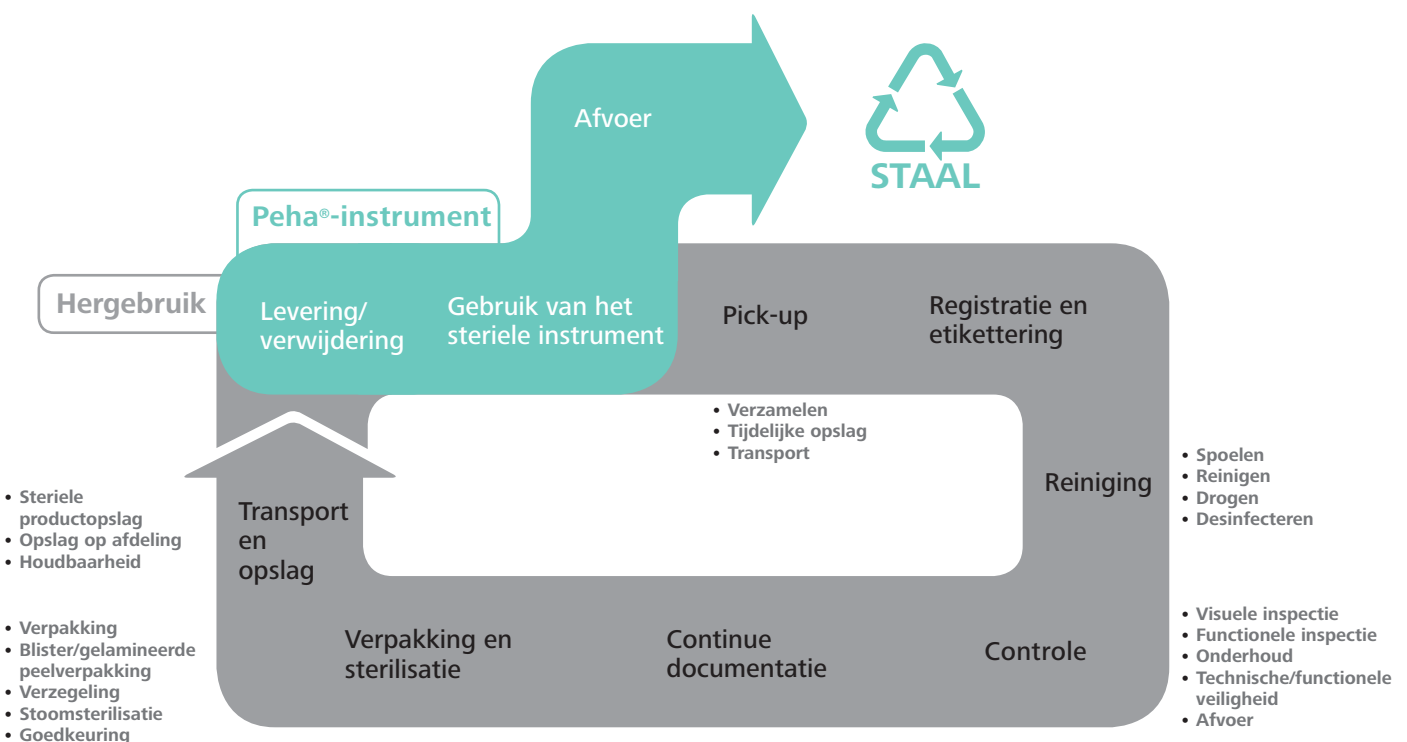 Afvoer
STAAL
Peha®-instrument
Hergebruik
Levering/
verwijdering
Gebruik van het
steriele instrument
Pick-up
Registratie en
etikettering
• Verzamelen
• Tijdelijke opslag
• Transport
Reiniging
• Spoelen
• Reinigen
• Drogen
• Desinfecteren
• Steriele
productopslag
• Opslag op afdeling
• Houdbaarheid
Transport
en
opslag
• Verpakking
• Blister/gelamineerde
peelverpakking
• Verzegeling
• Stoomsterilisatie
• Goedkeuring
Verpakking en
sterilisatie
Continue
documentatie
Controle
• Visuele inspectie
• Functionele inspectie
• Onderhoud
• Technische/functionele
veiligheid
• Afvoer